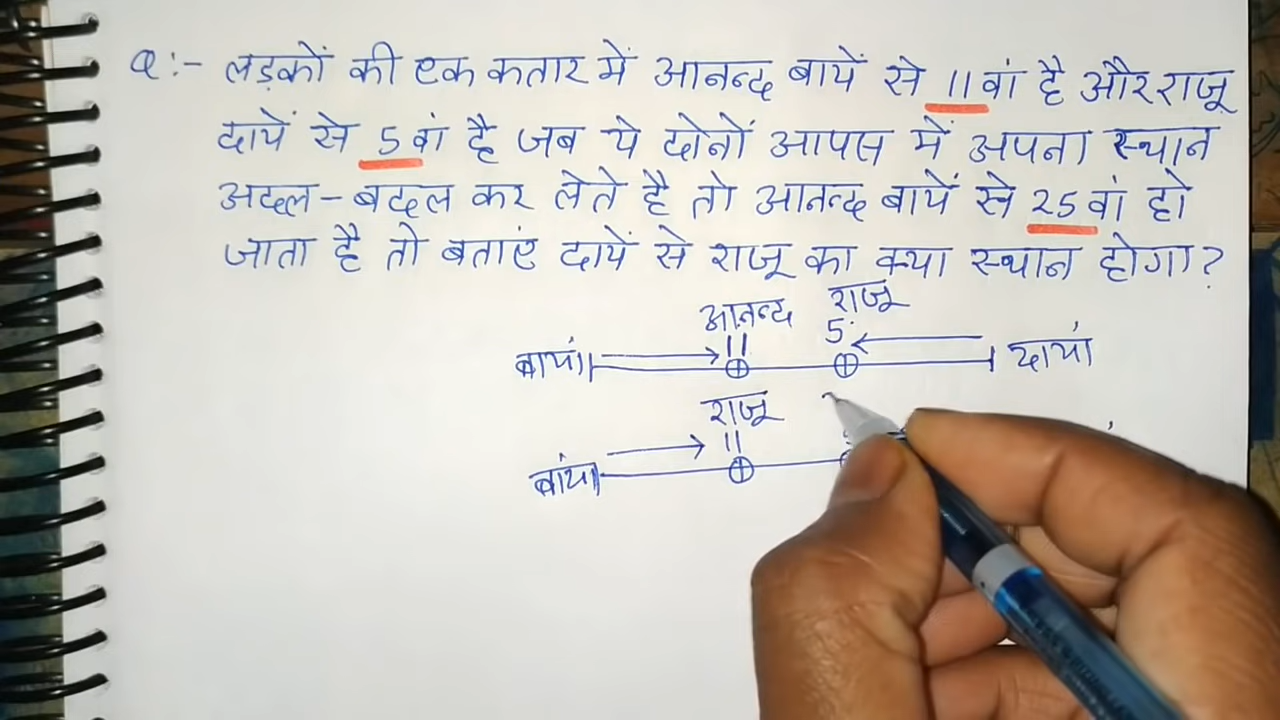 Q:- लड़कों की एक कतार में आनन्द बायें से 11वां है और राजू
दायें से 5वां है जब ये दोनों आपस में अपना स्थान
अदल-बदल कर लेते है तो आनन्द बायें से 25वां हो
जाता है तो बताएं दायें से राजू का क्या स्थान होगा?
आनन्द राजू
11 5
बायां दायां
राजू
11
बांया